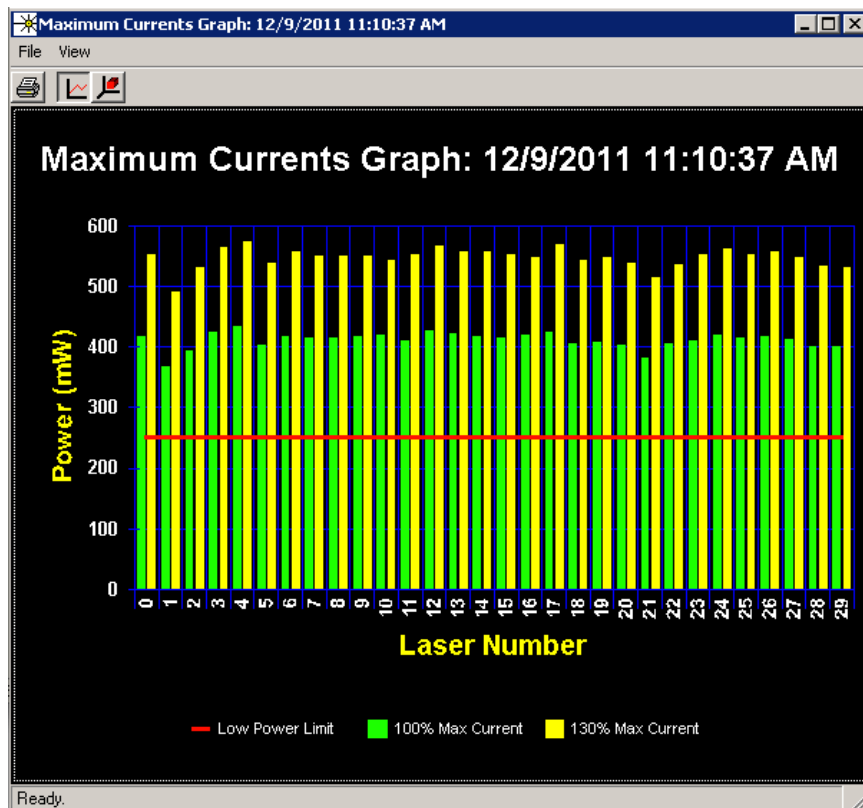 Maximum Currents Graph: 12/9/2011 11:10:37 AM
File View
Maximum Currents Graph: 12/9/2011 11:10:37 AM
600
500
400
300
200
100
0
Power (mW)
0 1 2 3 4 5 6 7 8 9 10 11 12 13 14 15 16 17 18 19 20 21 22 23 24 25 26 27 28 29
Laser Number
Low Power Limit 100% Max Current 130% Max Current
Ready.